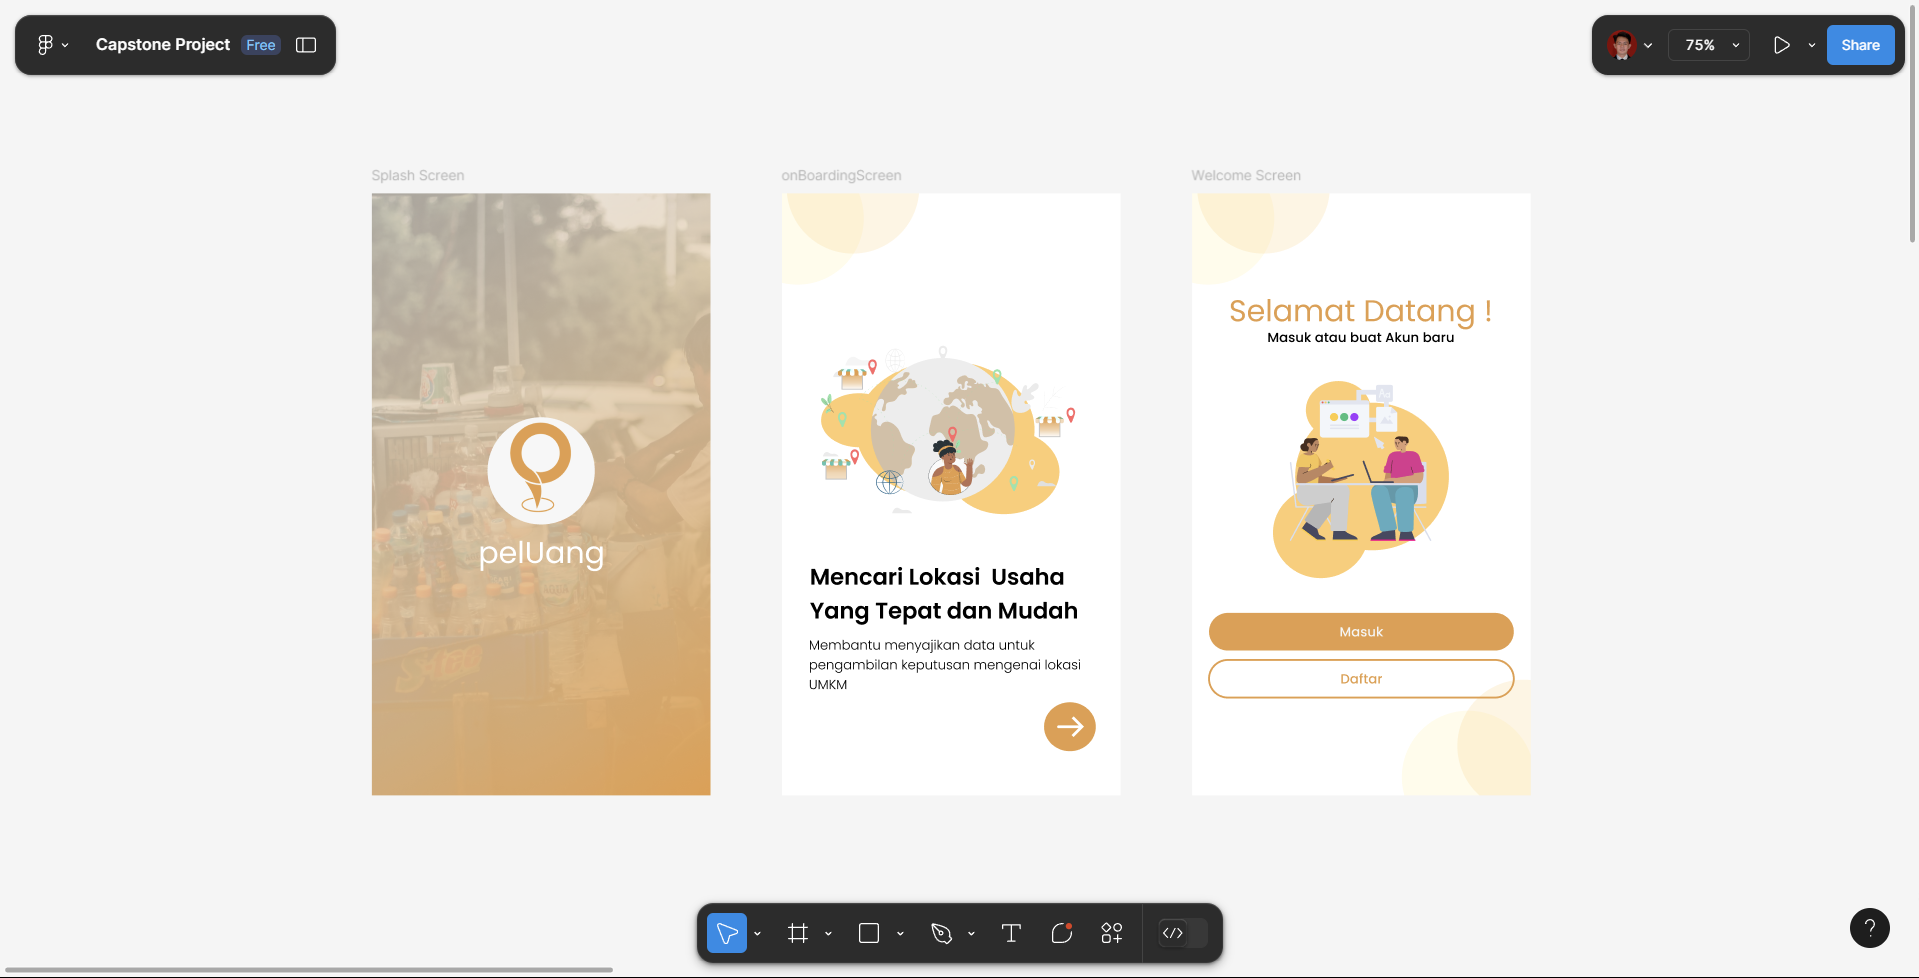 Capstone Project
Free
75%
Share
Splash Screen
onBoardingScreen
Welcome Screen
pelUang
Mencari Lokasi  Usaha
Yang Tepat dan Mudah
Membantu menyajikan data untuk
pengambilan keputusan mengenai lokasi
UMKM
Selamat Datang !
Masuk atau buat Akun baru
Masuk
Daftar